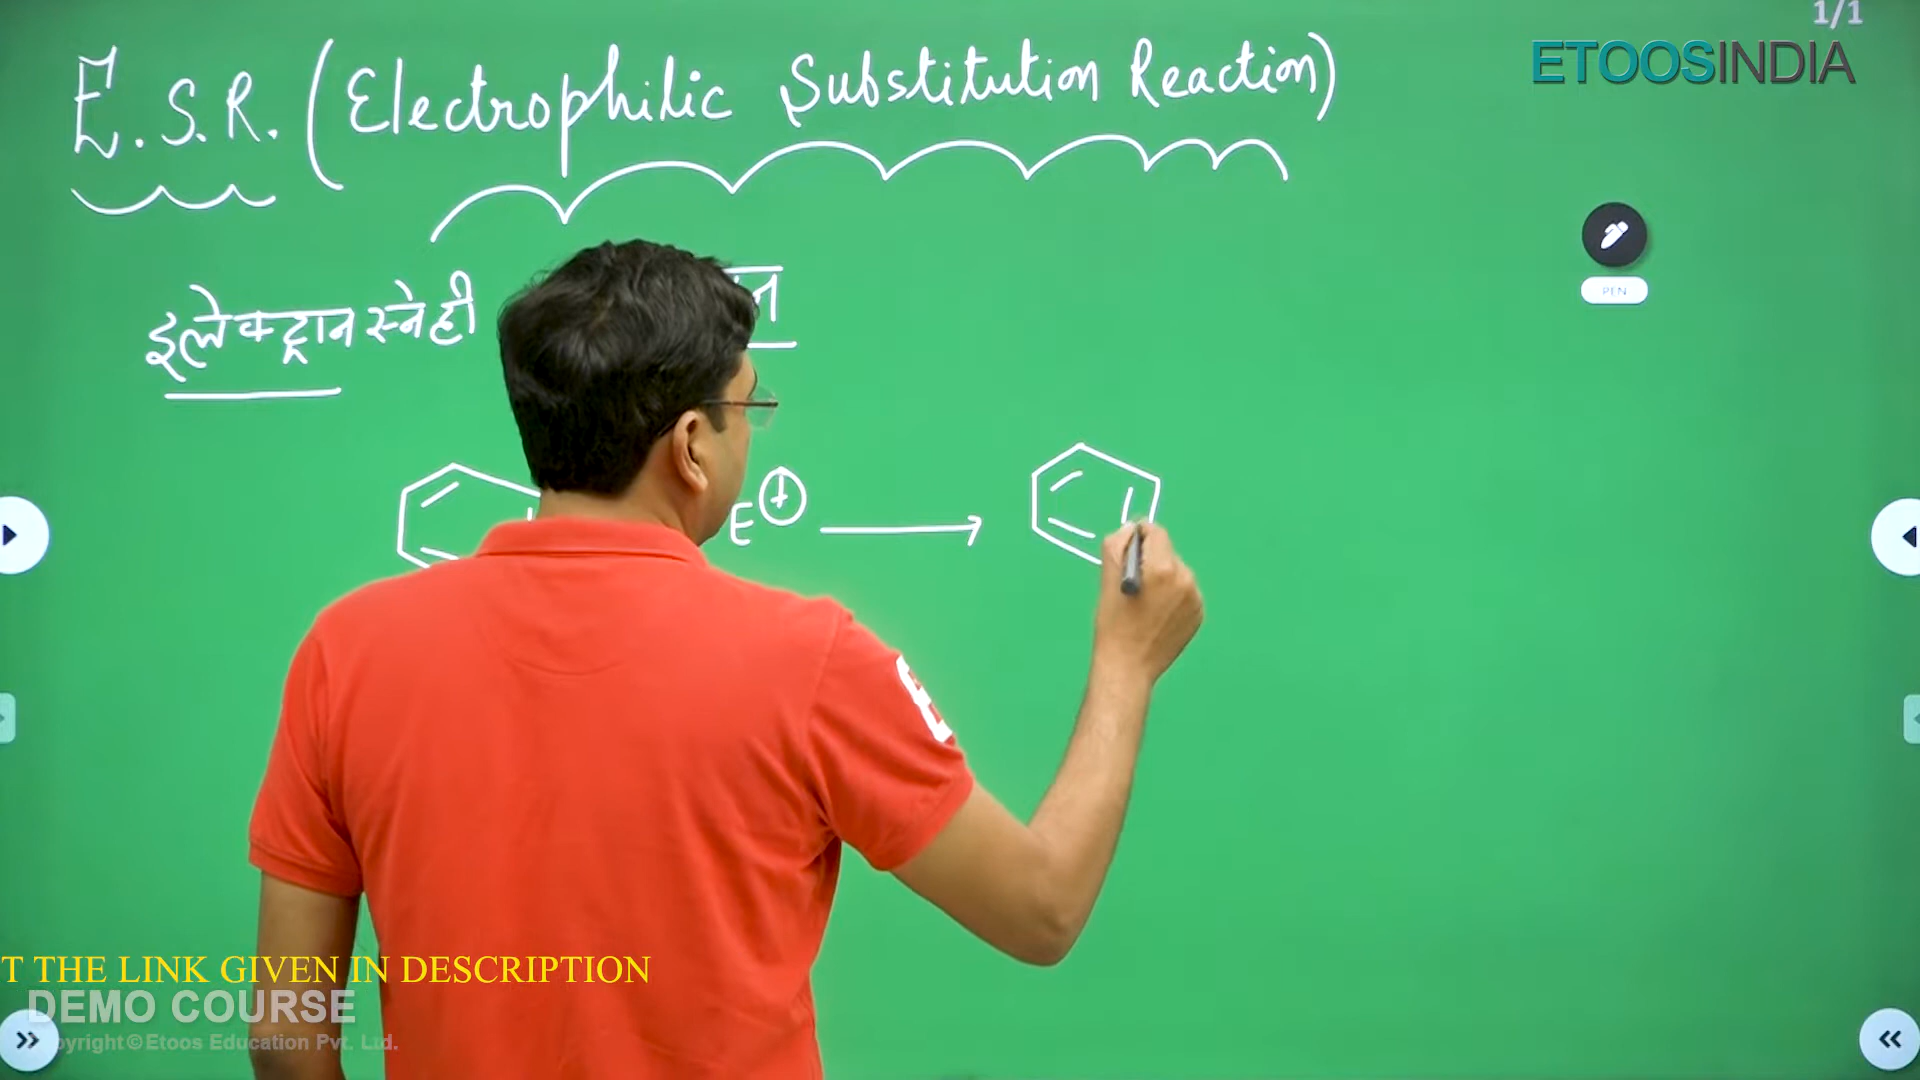 1/1
ETOOSINDIA
E.S.R. (Electrophilic Substitution Reaction)
PEN
इलेक्ट्रान स्नेही
E⊕ ⟶
T THE LINK GIVEN IN DESCRIPTION
DEMO COURSE
pyright©Etoos Education Pvt. Ltd.